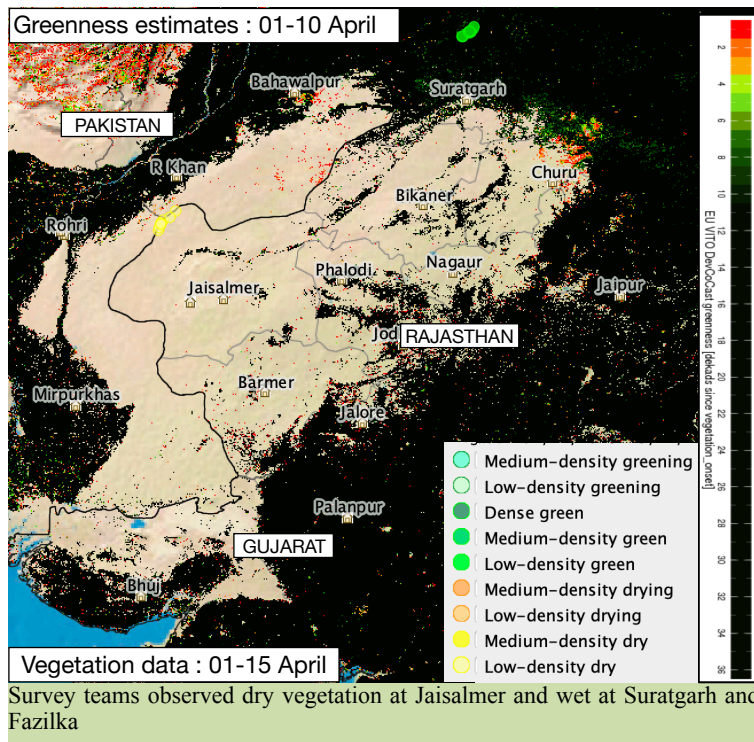 Greenness estimates : 01-10 April
Bahawalpur
Suratgarh
PAKISTAN
R Khan
Churu
Bikaner
Rohri
Nagaur
Phalodi
Jaisalmer
Jaipur
Jod
RAJASTHAN
Mirpurkhas
Barmer
Jalore
Palanpur
GUJARAT
Bhuj
Medium-density greening
Low-density greening
Dense green
Medium-density green
Low-density green
Medium-density drying
Low-density drying
Medium-density dry
Low-density dry
2
4
6
8
10
12
14
16
18
20
22
24
26
28
30
32
34
36
EU VITO DevCoCast greenness [dekads since vegetation_onset]
Vegetation data : 01-15 April
Survey teams observed dry vegetation at Jaisalmer and wet at Suratgarh and
Fazilka